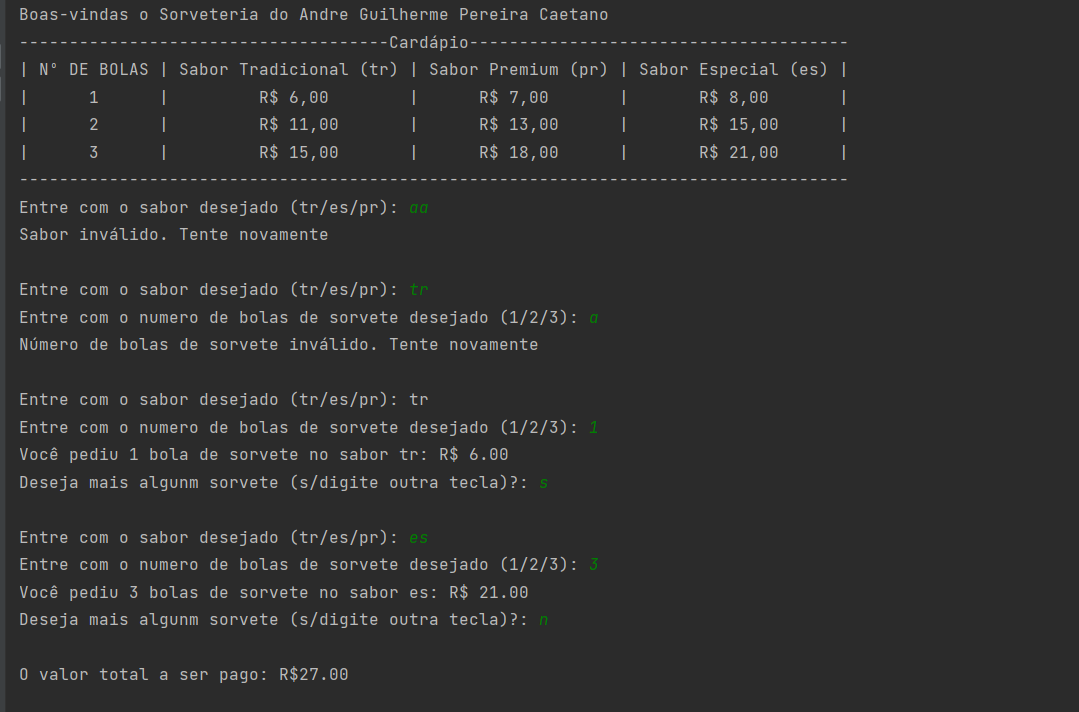 Boas-vindas o Sorveteria do Andre Guilherme Pereira Caetano
-------------------------------------Cardápio--------------------------------------
| N° DE BOLAS | Sabor Tradicional (tr) | Sabor Premium (pr) | Sabor Especial (es) |
|      1      |         R$ 6,00        |      R$ 7,00       |       R$ 8,00       |
|      2      |         R$ 11,00       |      R$ 13,00      |       R$ 15,00      |
|      3      |         R$ 15,00       |      R$ 18,00      |       R$ 21,00      |
-----------------------------------------------------------------------------------
Entre com o sabor desejado (tr/es/pr): aa
Sabor inválido. Tente novamente

Entre com o sabor desejado (tr/es/pr): tr
Entre com o numero de bolas de sorvete desejado (1/2/3): a
Número de bolas de sorvete inválido. Tente novamente

Entre com o sabor desejado (tr/es/pr): tr
Entre com o numero de bolas de sorvete desejado (1/2/3): 1
Você pediu 1 bola de sorvete no sabor tr: R$ 6.00
Deseja mais algunm sorvete (s/digite outra tecla)?: s

Entre com o sabor desejado (tr/es/pr): es
Entre com o numero de bolas de sorvete desejado (1/2/3): 3
Você pediu 3 bolas de sorvete no sabor es: R$ 21.00
Deseja mais algunm sorvete (s/digite outra tecla)?: n

O valor total a ser pago: R$27.00